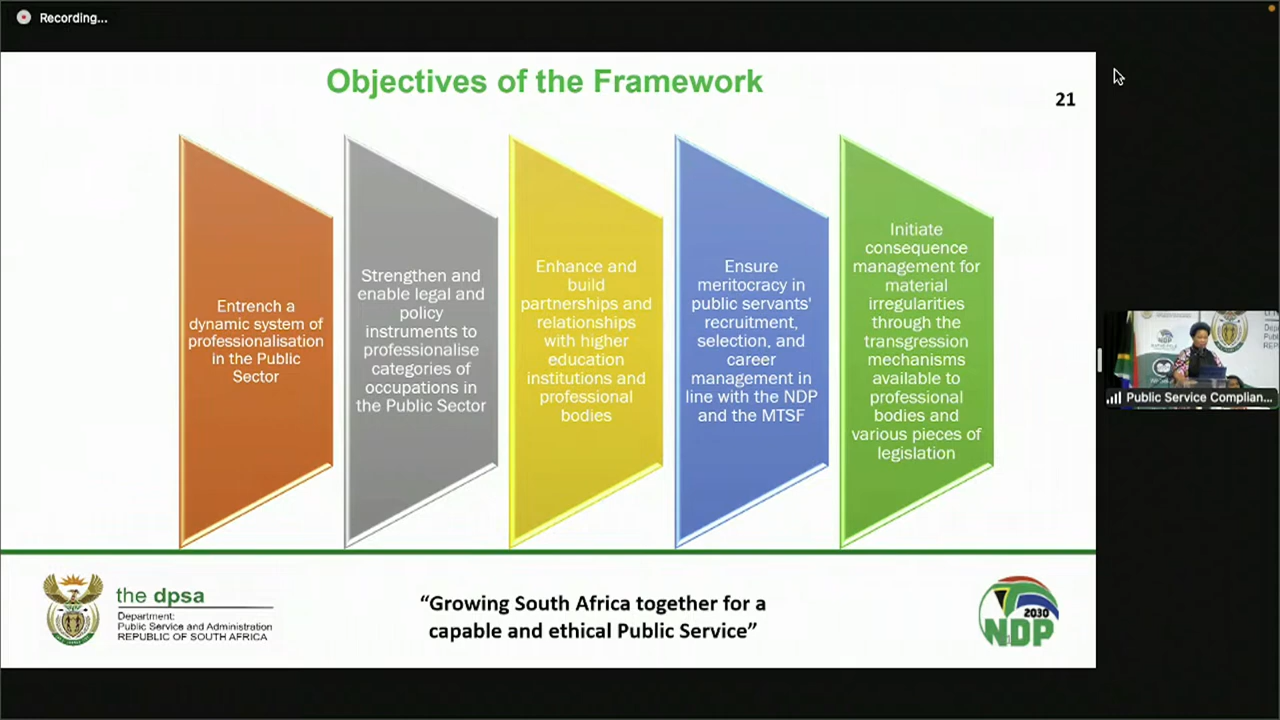 Recording...
Objectives of the Framework
21
Entrench a
dynamic system of
professionalisation
in the Public
Sector
Strengthen and
enable legal and
policy
instruments to
professionalise
categories of
occupations in
the Public Sector
Enhance and
build
partnerships and
relationships
with higher
education
institutions and
professional
bodies
Ensure
meritocracy in
public servants'
recruitment,
selection, and
career
management in
line with the NDP
and the MTSF
Initiate
consequence
management for
material
irregularities
through the
transgression
mechanisms
available to
professional
bodies and
various pieces of
legislation
Public Service Complian...
the dpsa
Department:
Public Service and Administration
REPUBLIC OF SOUTH AFRICA
“Growing South Africa together for a
capable and ethical Public Service”
2030
NDP